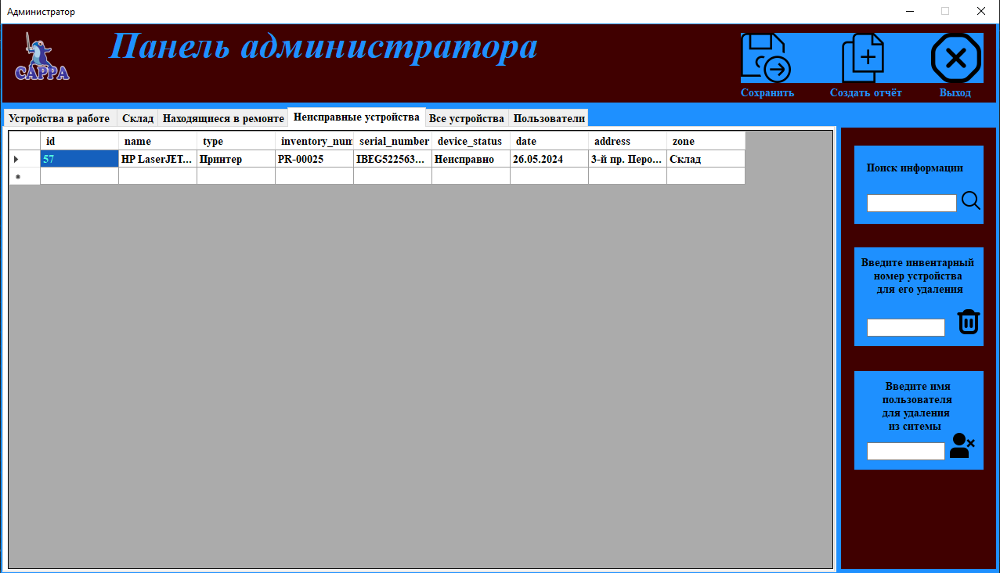 Администратор
Панель администратора
САРРА
Сохранить
Создать отчёт
Выход
Устройства в работе
Склад
Находящиеся в ремонте
Неисправные устройства
Все устройства
Пользователи
id name type inventory_num serial_number device_status date address zone
57 HP LaserJET... Принтер PR-00025 IBEG522563... Неисправно 26.05.2024 3-й пр. Перо... Склад
Поиск информации
Введите инвентарный
номер устройства
для его удаления
Введите имя
пользователя
для удаления
из ситемы